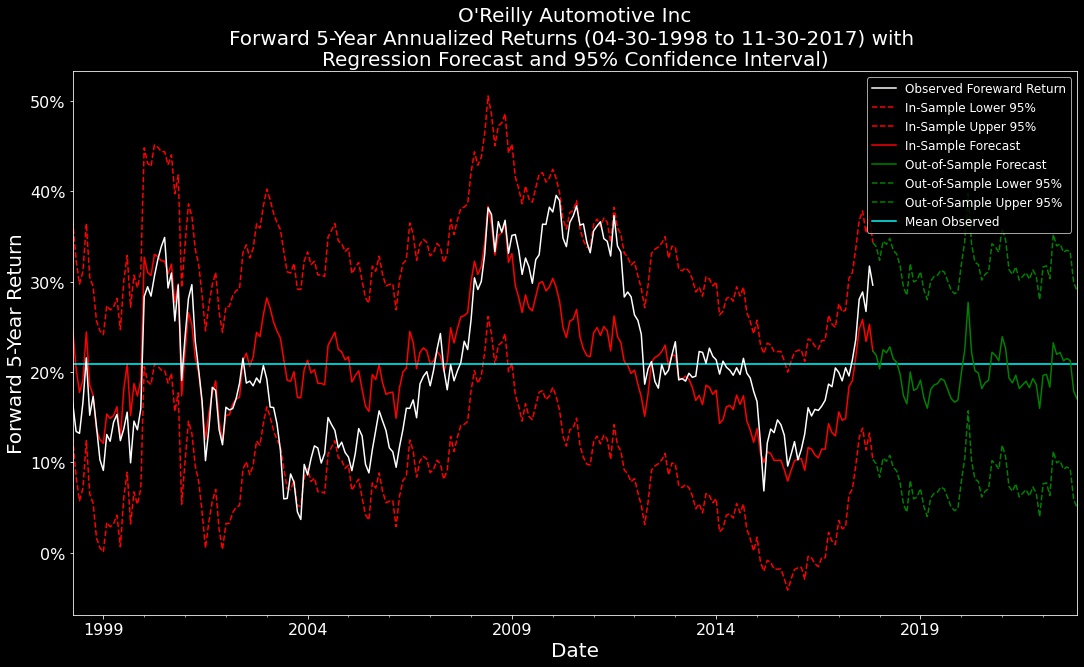 O'Reilly Automotive Inc
Forward 5-Year Annualized Returns (04-30-1998 to 11-30-2017) with
Regression Forecast and 95% Confidence Interval)
Observed Foreward Return
In-Sample Lower 95%
In-Sample Upper 95%
In-Sample Forecast
Out-of-Sample Forecast
Out-of-Sample Lower 95%
Out-of-Sample Upper 95%
Mean Observed
Forward 5-Year Return
50%
40%
30%
20%
10%
0%
1999
2004
2009
2014
2019
Date